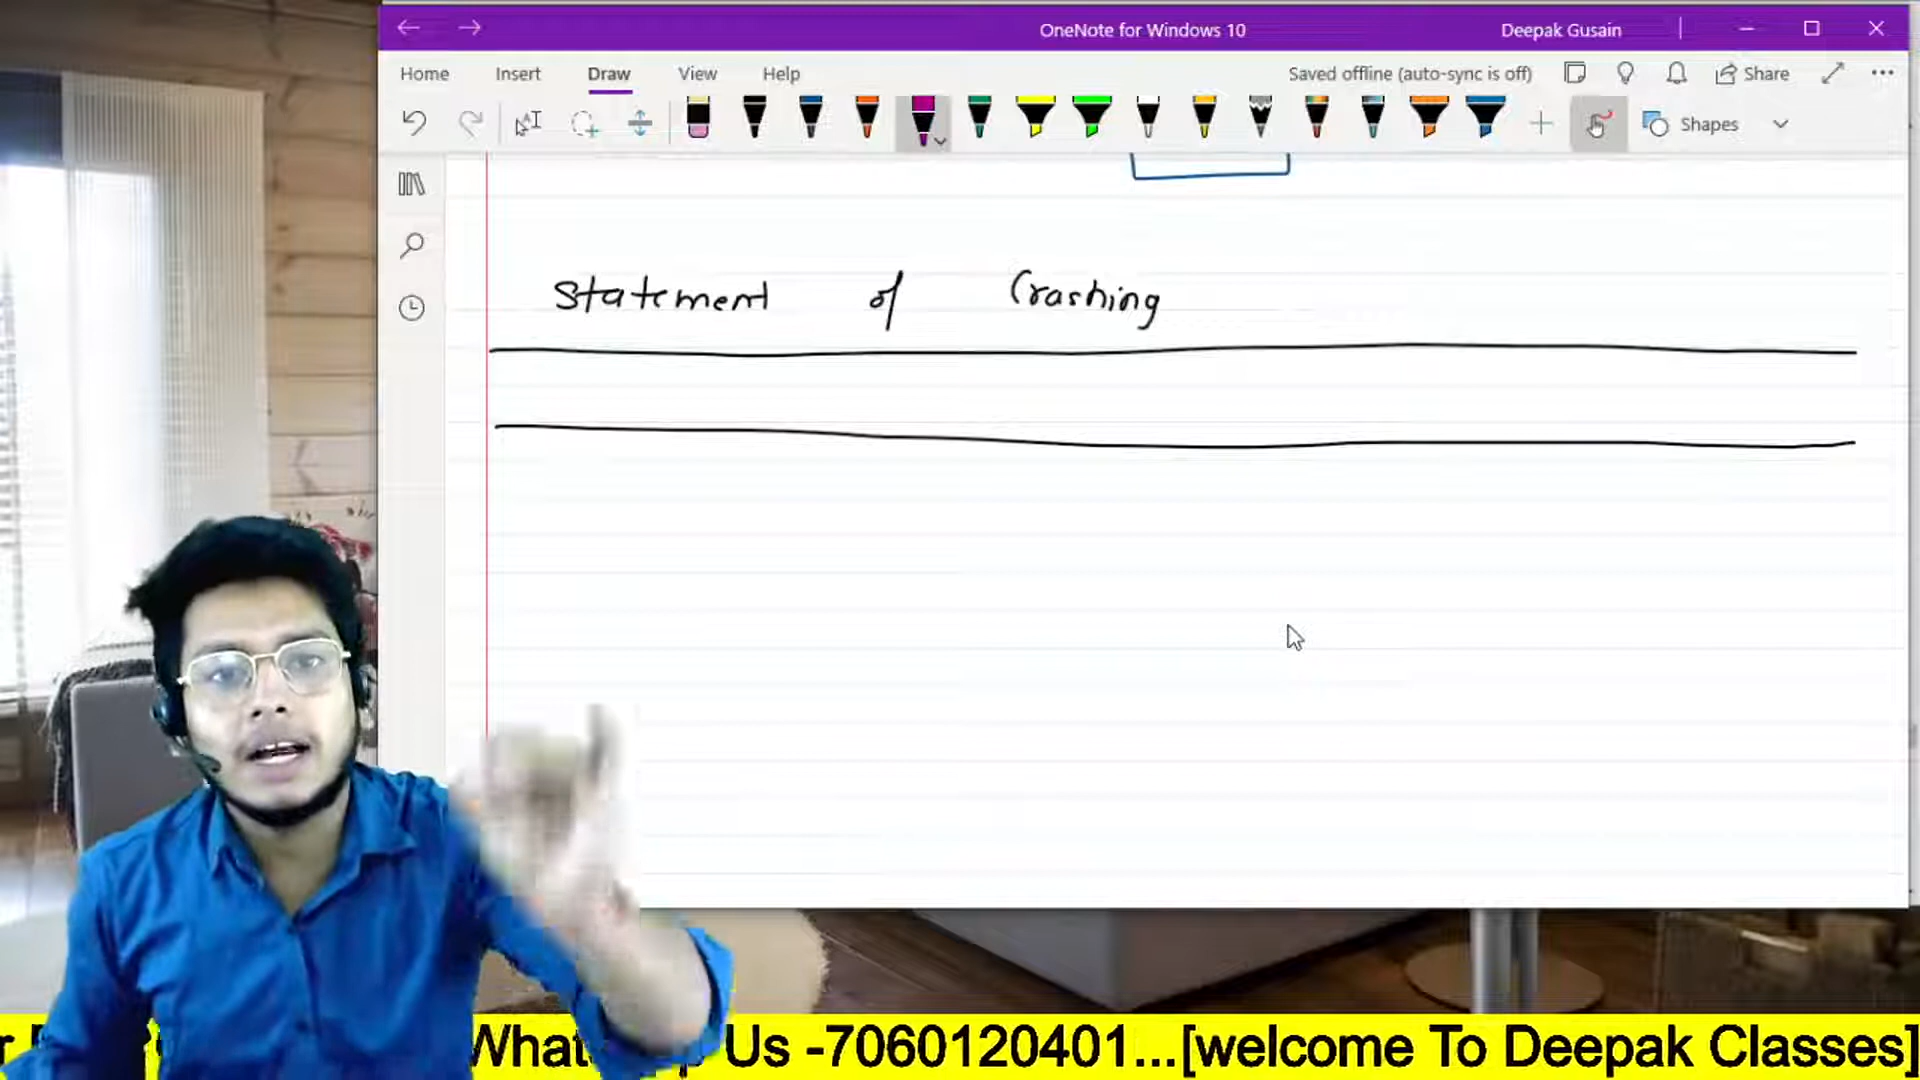 OneNote for Windows 10
Deepak Gusain
Home Insert Draw View Help
Saved offline (auto-sync is off) Share
Shapes
Statement of Crashing
Us -7060120401...[welcome To Deepak Classes]